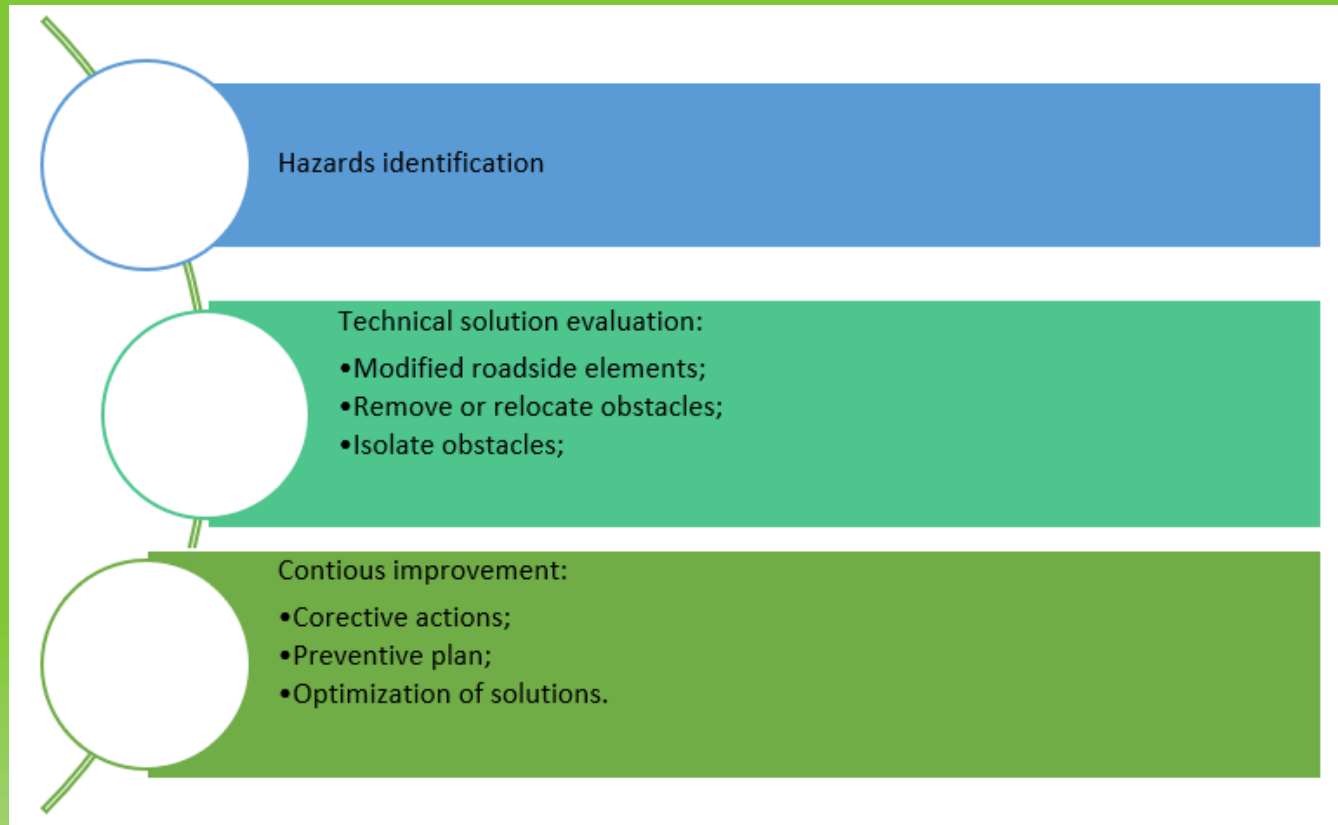 Hazards identification
Technical solution evaluation:
•Modified roadside elements;
•Remove or relocate obstacles;
•Isolate obstacles;
Contious improvement:
•Corective actions;
•Preventive plan;
•Optimization of solutions.